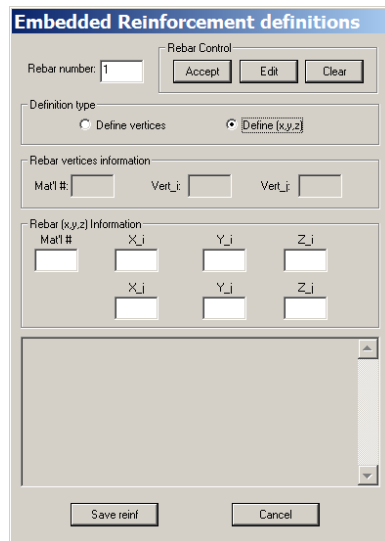 Embedded Reinforcement definitions
Rebar Control
Rebar number: 1 Accept Edit Clear
Definition type
Define vertices Define (x,y,z)
Rebar vertices information
Mat'l #: Vert_i: Vert_j:
Rebar (x,y,z) Information
Mat'l # X_i Y_i Z_i
X_j Y_j Z_j
Save reinf Cancel